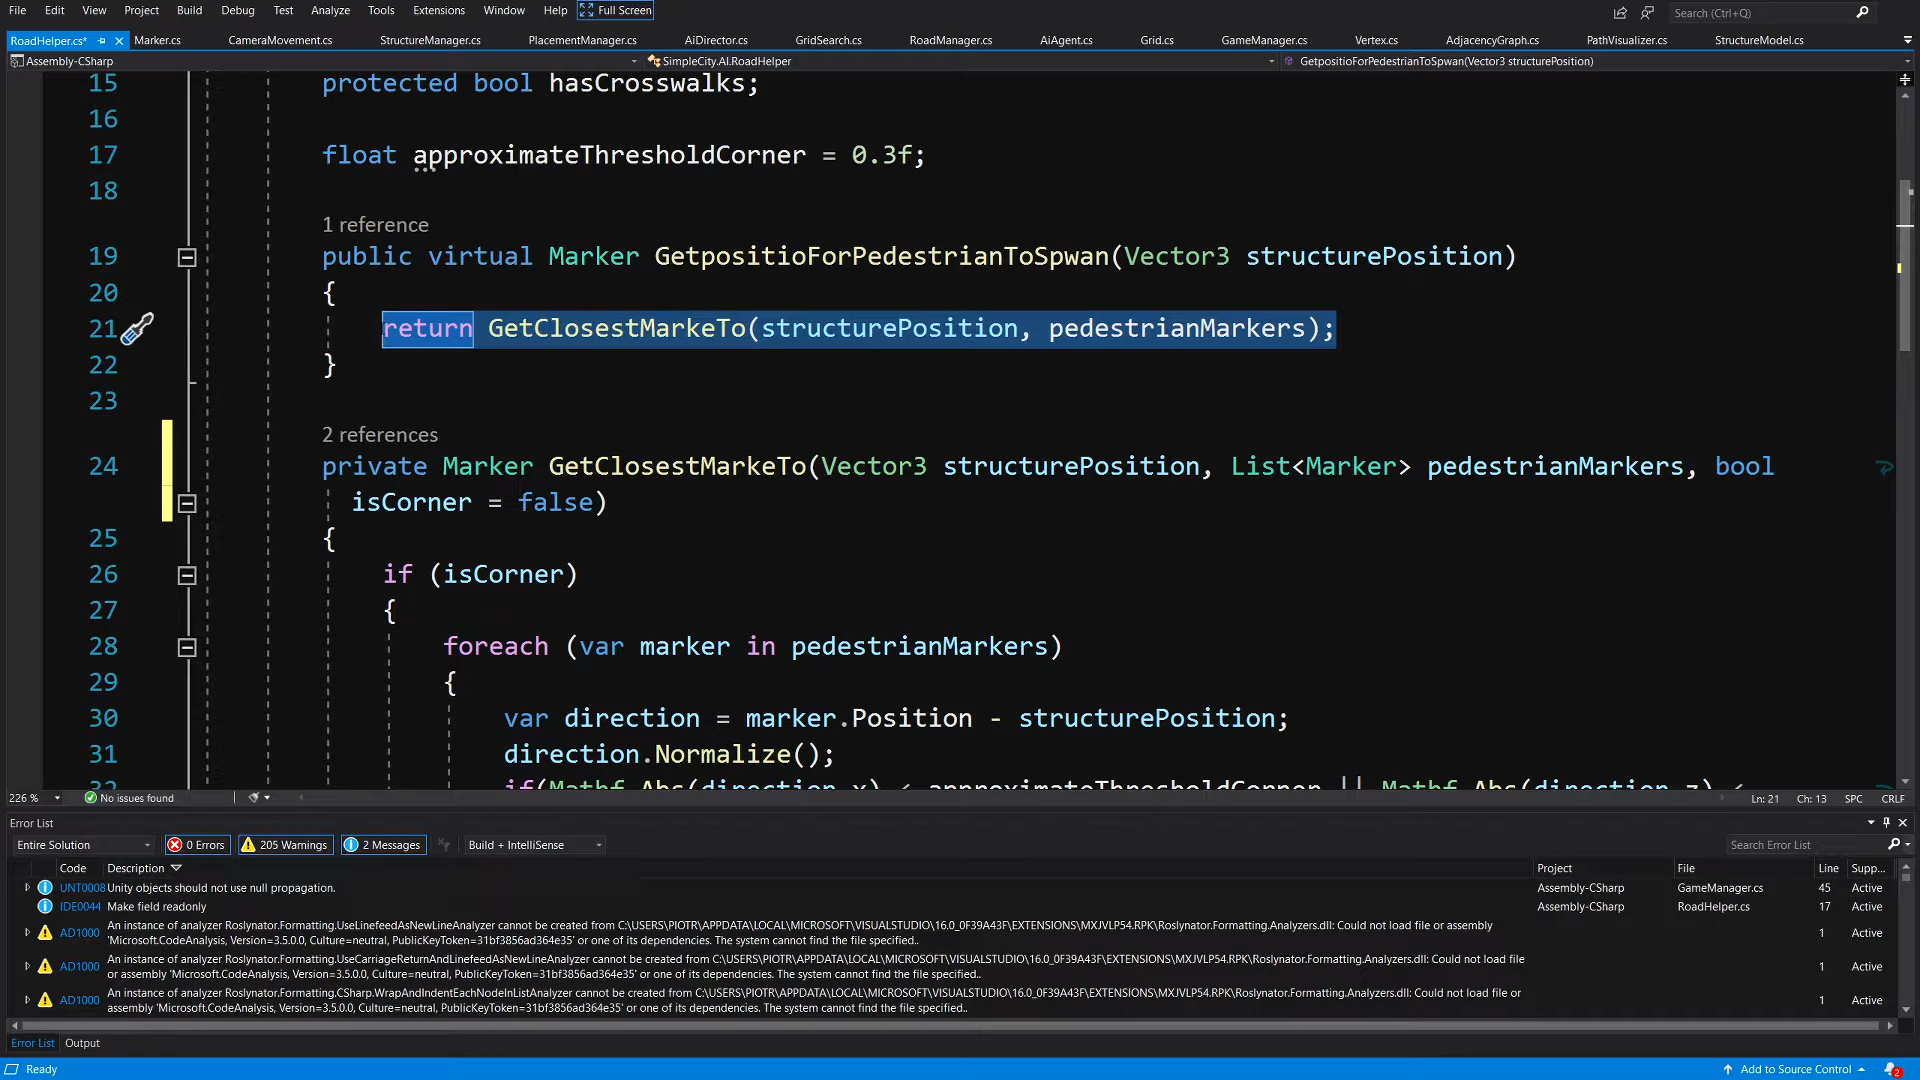 File Edit View Project Build Debug Test Analyze Tools Extensions Window Help Full Screen Search (Ctrl+Q)
RoadHelper.cs* Marker.cs CameraMovement.cs StructureManager.cs PlacementManager.cs AiDirector.cs GridSearch.cs RoadManager.cs AiAgent.cs Grid.cs GameManager.cs Vertex.cs AdjacencyGraph.cs PathVisualizer.cs StructureModel.cs
Assembly-CSharp SimpleCity.AI.RoadHelper GetpositioForPedestrianToSpwan(Vector3 structurePosition)
15 protected bool hasCrosswalks;
16
17 float approximateThresholdCorner = 0.3f;
18
1 reference
19 public virtual Marker GetpositioForPedestrianToSpwan(Vector3 structurePosition)
20 {
21 return GetClosestMarkeTo(structurePosition, pedestrianMarkers);
22 }
23
2 references
24 private Marker GetClosestMarkeTo(Vector3 structurePosition, List<Marker> pedestrianMarkers, bool
isCorner = false)
25 {
26 if (isCorner)
27 {
28 foreach (var marker in pedestrianMarkers)
29 {
30 var direction = marker.Position - structurePosition;
31 direction.Normalize();
32 if(Mathf.Abs(direction.x) < approximateThresholdCorner || Mathf.Abs(direction.z) <
226 % No issues found Ln: 21 Ch: 13 SPC CRLF
Error List
Entire Solution 0 Errors 205 Warnings 2 Messages Build + IntelliSense Search Error List
Code Description Project File Line Supp...
UNT0008 Unity objects should not use null propagation. Assembly-CSharp GameManager.cs 45 Active
IDE0044 Make field readonly Assembly-CSharp RoadHelper.cs 17 Active
An instance of analyzer Roslynator.Formatting.UseLinefeedAsNewLineAnalyzer cannot be created from C:\USERS\PIOTR\APPDATA\LOCAL\MICROSOFT\VISUALSTUDIO\16.0_0F39A43F\EXTENSIONS\MXJVLP54.RPK\Roslynator.Formatting.Analyzers.dll: Could not load file or assembly
AD1000 'Microsoft.CodeAnalysis, Version=3.5.0.0, Culture=neutral, PublicKeyToken=31bf3856ad364e35' or one of its dependencies. The system cannot find the file specified.. 1 Active
An instance of analyzer Roslynator.Formatting.UseCarriageReturnAndLinefeedAsNewLineAnalyzer cannot be created from C:\USERS\PIOTR\APPDATA\LOCAL\MICROSOFT\VISUALSTUDIO\16.0_0F39A43F\EXTENSIONS\MXJVLP54.RPK\Roslynator.Formatting.Analyzers.dll: Could not load file
AD1000 or assembly 'Microsoft.CodeAnalysis, Version=3.5.0.0, Culture=neutral, PublicKeyToken=31bf3856ad364e35' or one of its dependencies. The system cannot find the file specified.. 1 Active
An instance of analyzer Roslynator.Formatting.CSharp.WrapAndIndentEachNodeInListAnalyzer cannot be created from C:\USERS\PIOTR\APPDATA\LOCAL\MICROSOFT\VISUALSTUDIO\16.0_0F39A43F\EXTENSIONS\MXJVLP54.RPK\Roslynator.Formatting.Analyzers.dll: Could not load file or
AD1000 assembly 'Microsoft.CodeAnalysis, Version=3.5.0.0, Culture=neutral, PublicKeyToken=31bf3856ad364e35' or one of its dependencies. The system cannot find the file specified.. 1 Active
Error List Output
Ready Add to Source Control 2